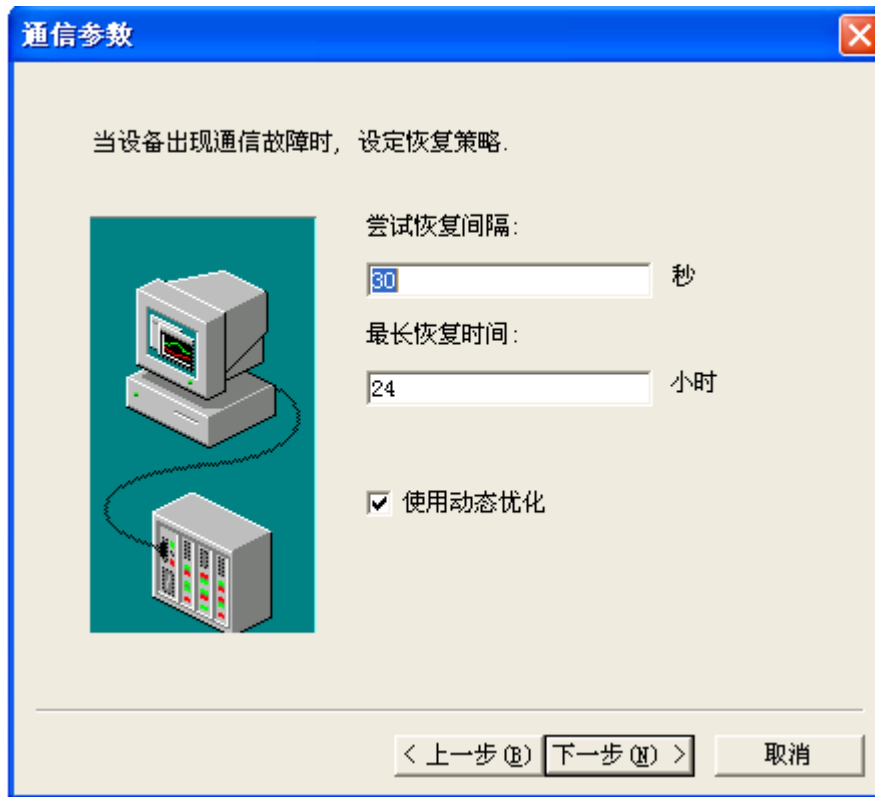 通信参数
当设备出现通信故障时, 设定恢复策略.
尝试恢复间隔:
30 秒
最长恢复时间:
24 小时
使用动态优化
< 上一步(B) 下一步(N) > 取消